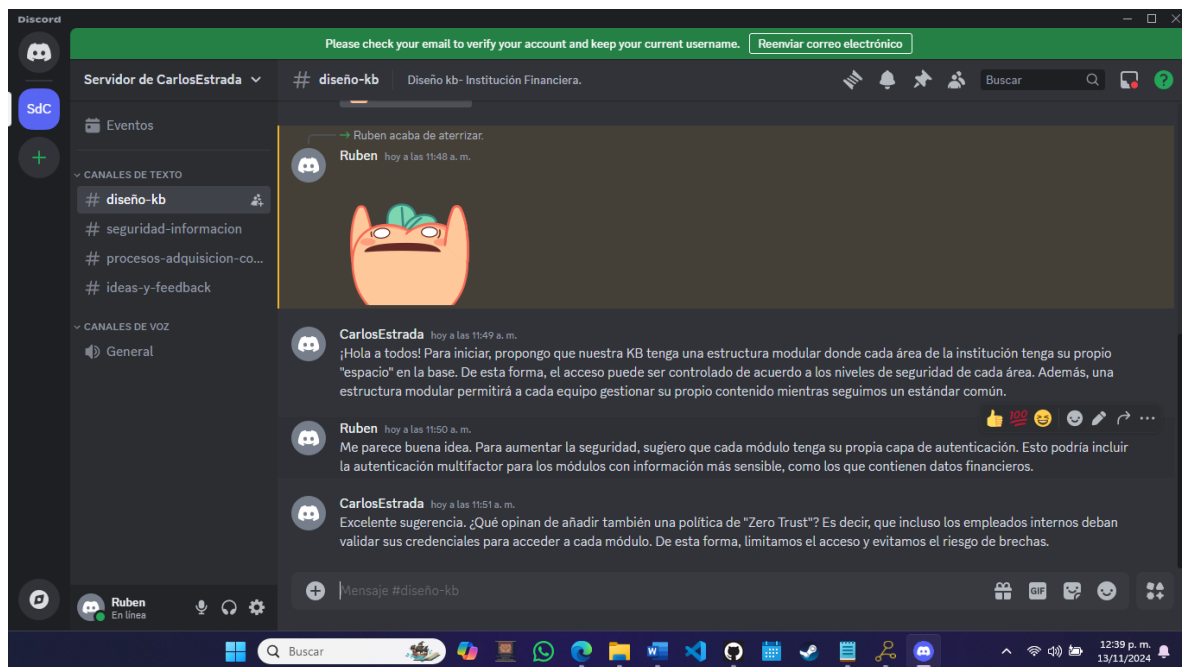 Discord
Please check your email to verify your account and keep your current username. Reenviar correo electrónico
Servidor de CarlosEstrada
diseño-kb
Diseño kb- Institución Financiera.
Buscar
SdC
Eventos
CANALES DE TEXTO
diseño-kb
seguridad-informacion
procesos-adquisicion-co...
ideas-y-feedback
CANALES DE VOZ
General
Ruben acaba de aterrizar.
Ruben hoy a las 11:48 a. m.
CarlosEstrada hoy a las 11:49 a. m.
¡Hola a todos! Para iniciar, propongo que nuestra KB tenga una estructura modular donde cada área de la institución tenga su propio
"espacio" en la base. De esta forma, el acceso puede ser controlado de acuerdo a los niveles de seguridad de cada área. Además, una
estructura modular permitirá a cada equipo gestionar su propio contenido mientras seguimos un estándar común.
Ruben hoy a las 11:50 a. m.
Me parece buena idea. Para aumentar la seguridad, sugiero que cada módulo tenga su propia capa de autenticación. Esto podría incluir
la autenticación multifactor para los módulos con información más sensible, como los que contienen datos financieros.
CarlosEstrada hoy a las 11:51 a. m.
Excelente sugerencia. ¿Qué opinan de añadir también una política de "Zero Trust"? Es decir, que incluso los empleados internos deban
validar sus credenciales para acceder a cada módulo. De esta forma, limitamos el acceso y evitamos el riesgo de brechas.
Mensaje #diseño-kb
GIF
Ruben
En línea
Buscar
12:39 p. m.
13/11/2024